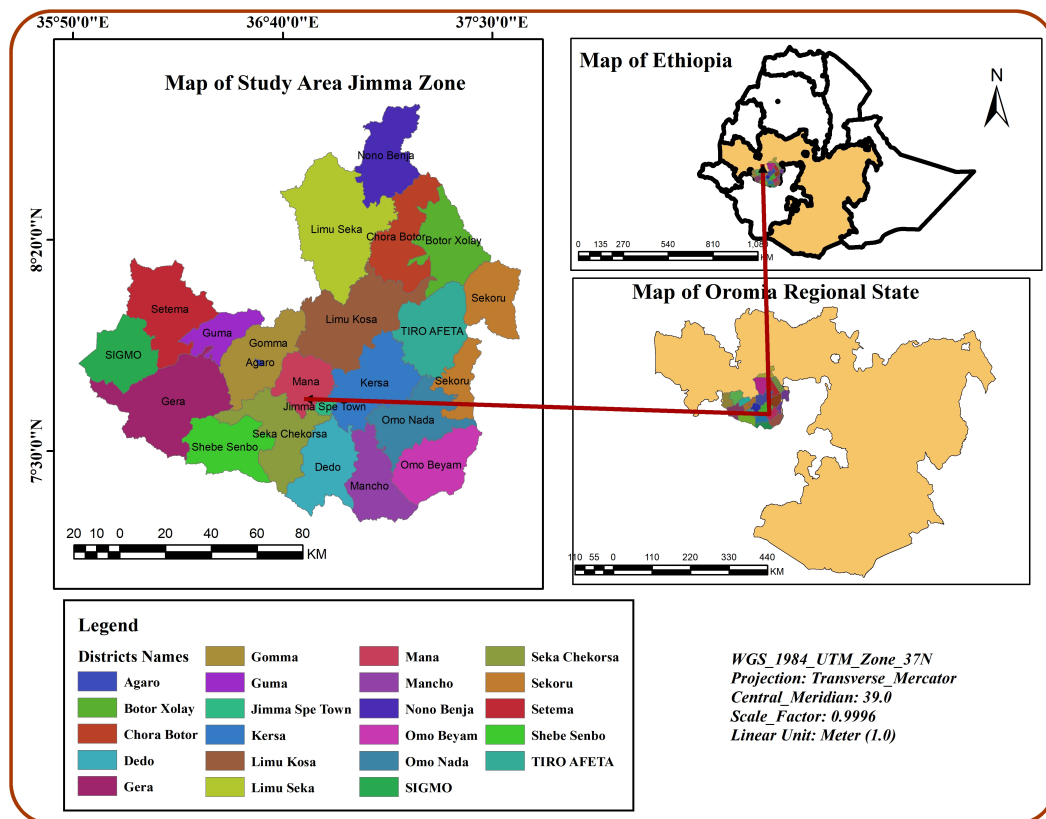 35°50'0"E 36°40'0"E 37°30'0"E
8°20'0"N
7°30'0"N
Map of Study Area Jimma Zone
Nono Benja
Limu Seka
Chora Botor
Botor Xolay
Setema
Sekoru
Guma
Limu Kosa
TIRO AFETA
Gomma
SIGMO
Agaro
Mana
Kersa
Sekoru
Gera
Jimma Spe Town
Omo Nada
Seka Chekorsa
Shebe Senbo
Dedo
Omo Beyam
Mancho
20 10 0 20 40 60 80
KM
Map of Ethiopia
N
0 135 270 540 810 1,080
KM
Map of Oromia Regional State
110 55 0 110 220 330 440
KM
Legend
Districts Names
Agaro
Botor Xolay
Chora Botor
Dedo
Gera
Gomma
Guma
Jimma Spe Town
Kersa
Limu Kosa
Limu Seka
Mana
Mancho
Nono Benja
Omo Beyam
Omo Nada
SIGMO
Seka Chekorsa
Sekoru
Setema
Shebe Senbo
TIRO AFETA
WGS_1984_UTM_Zone_37N
Projection: Transverse_Mercator
Central_Meridian: 39.0
Scale_Factor: 0.9996
Linear Unit: Meter (1.0)